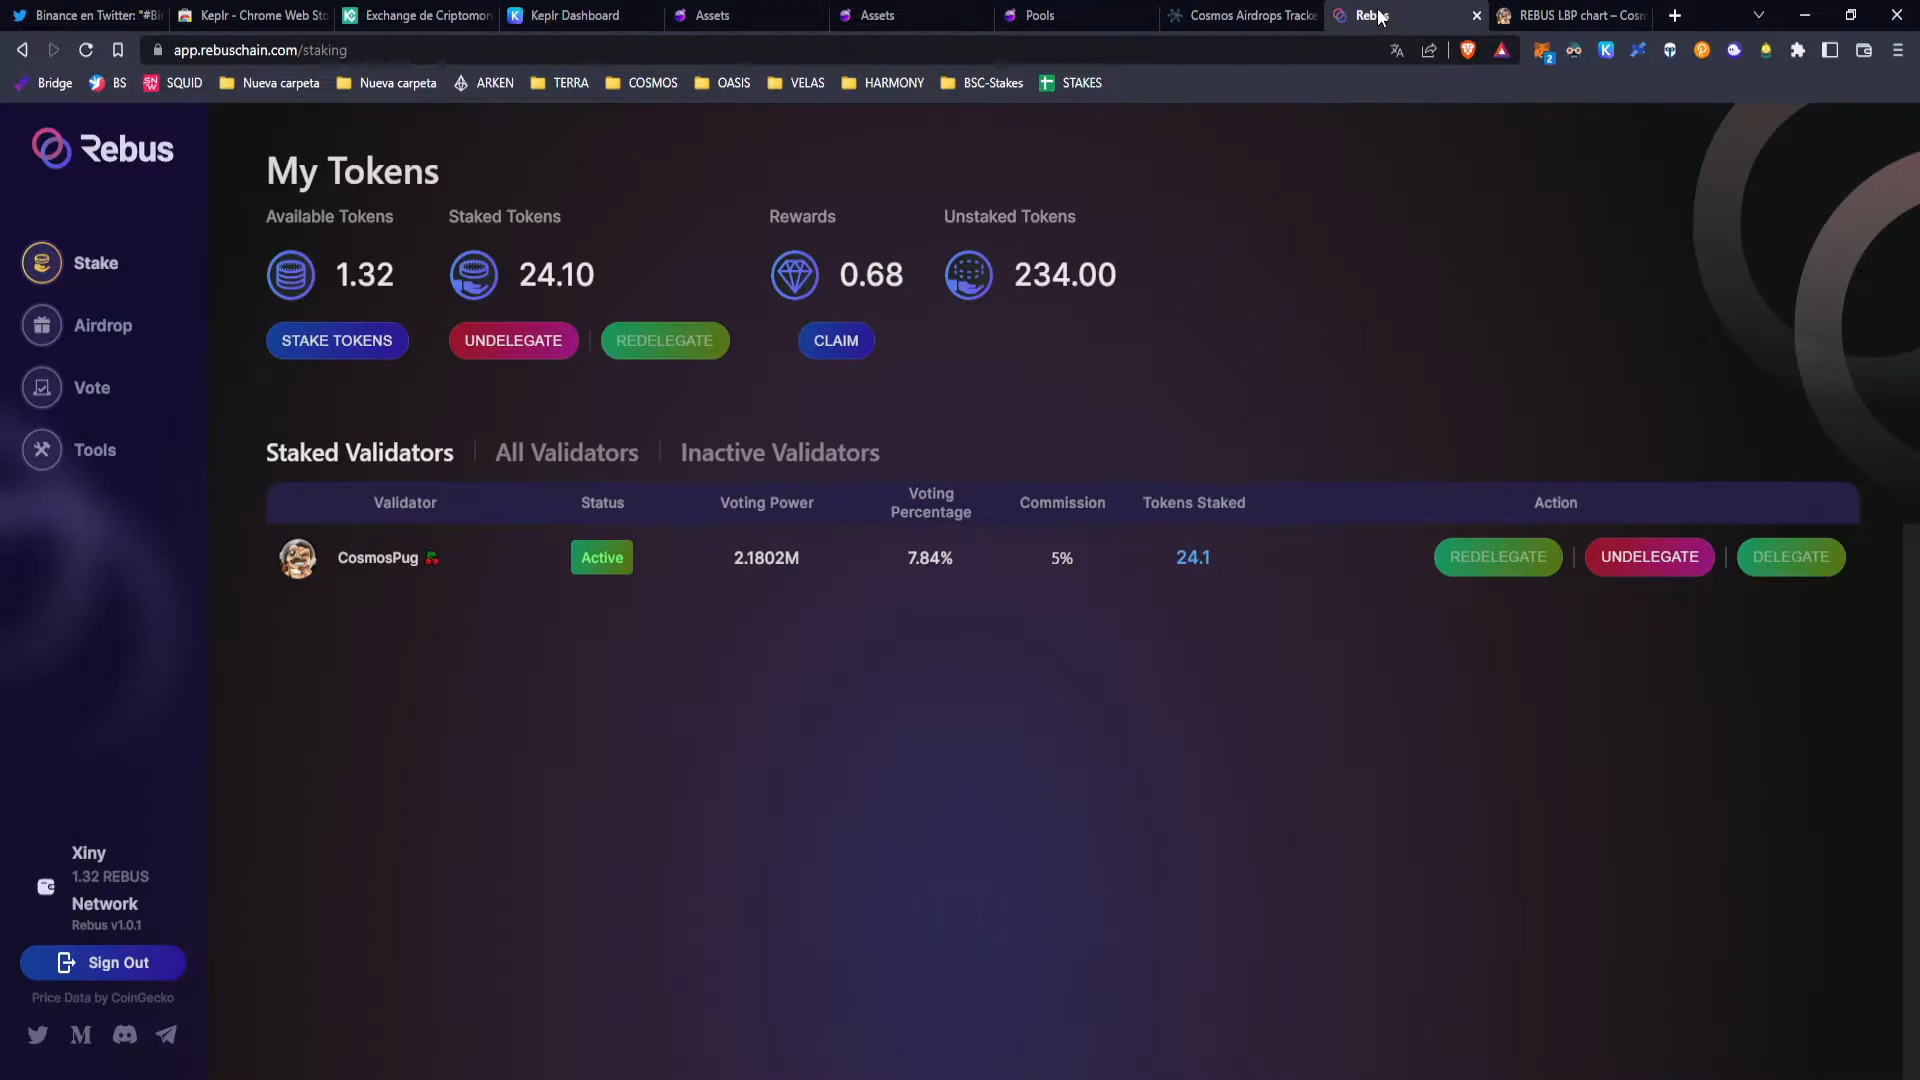 Binance en Twitter: "#Bi
Keplr - Chrome Web Sto
Exchange de Criptomon
Keplr Dashboard
Assets
Assets
Pools
Cosmos Airdrops Tracke
Rebus
REBUS LBP chart – Cosm
app.rebuschain.com/staking
2
Bridge
BS
SQUID
Nueva carpeta
Nueva carpeta
ARKEN
TERRA
COSMOS
OASIS
VELAS
HARMONY
BSC-Stakes
STAKES
Rebus
Stake
Airdrop
Vote
Tools
My Tokens
Available Tokens
Staked Tokens
Rewards
Unstaked Tokens
1.32
24.10
0.68
234.00
STAKE TOKENS
UNDELEGATE
REDELEGATE
CLAIM
Staked Validators
All Validators
Inactive Validators
Validator
Status
Voting Power
Voting
Percentage
Commission
Tokens Staked
Action
CosmosPug 🍒
Active
2.1802M
7.84%
5%
24.1
REDELEGATE
UNDELEGATE
DELEGATE
Xiny
1.32 REBUS
Network
Rebus v1.0.1
Sign Out
Price Data by CoinGecko